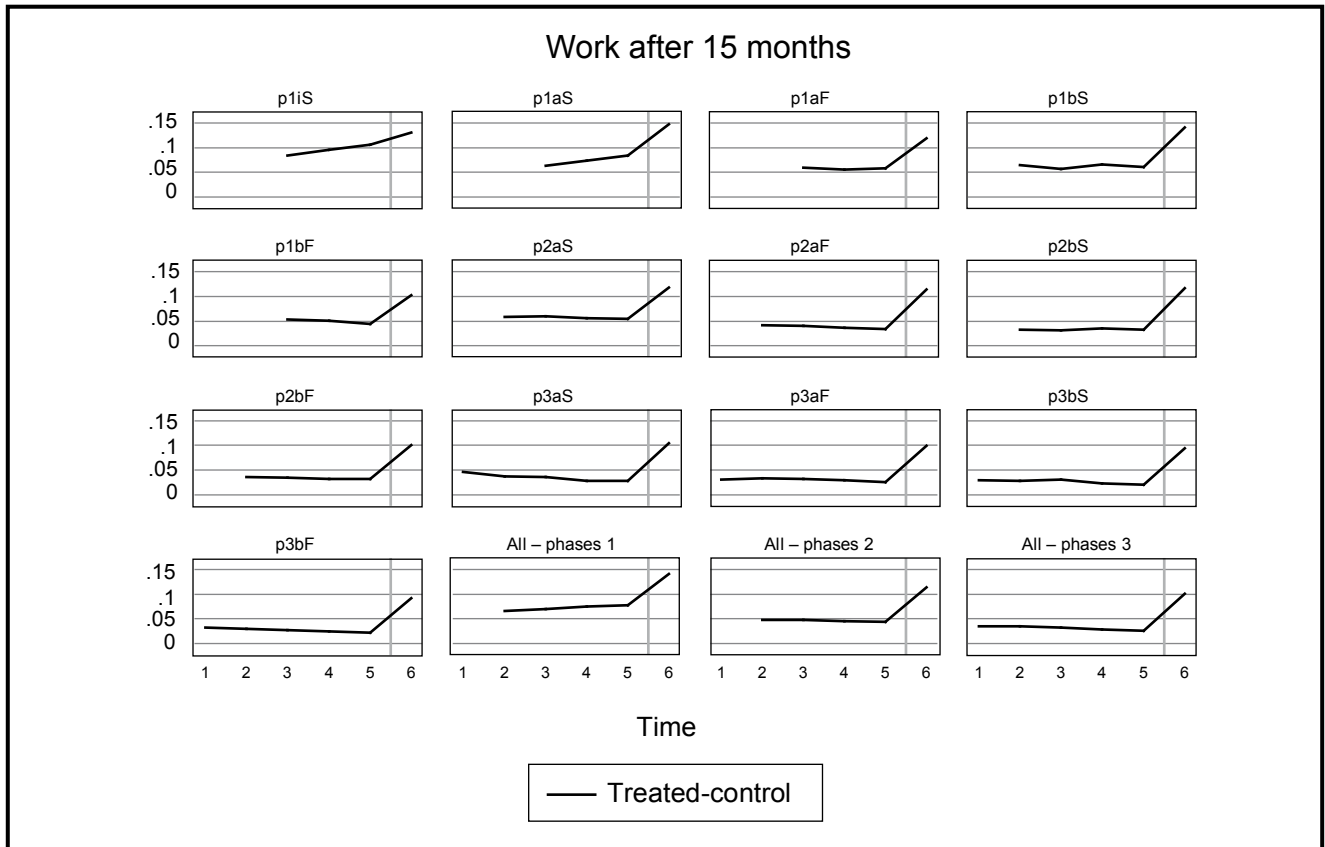 Work after 15 months
p1iS p1aS p1aF p1bS
.15
.1
.05
0
p1bF p2aS p2aF p2bS
.15
.1
.05
0
p2bF p3aS p3aF p3bS
.15
.1
.05
0
p3bF All – phases 1 All – phases 2 All – phases 3
.15
.1
.05
0
1 2 3 4 5 6 1 2 3 4 5 6 1 2 3 4 5 6 1 2 3 4 5 6
Time
Treated-control